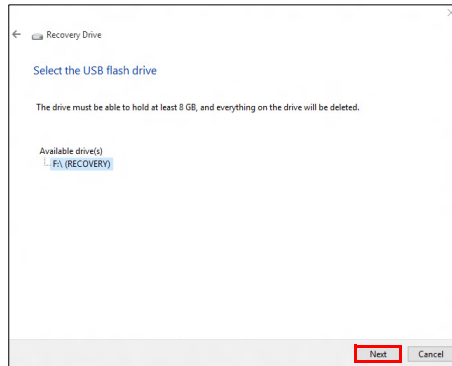 Recovery Drive
Select the USB flash drive
The drive must be able to hold at least 8 GB, and everything on the drive will be deleted.
Available drive(s)
F:\ (RECOVERY)
Next Cancel